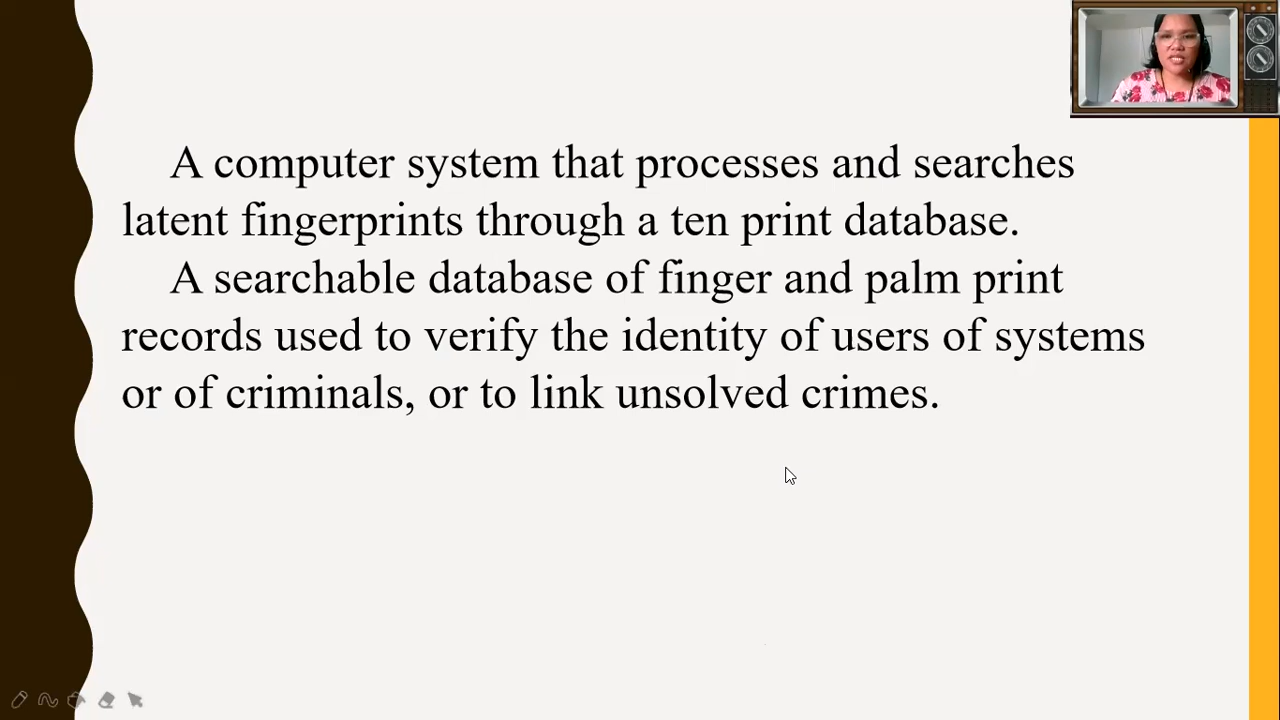 A computer system that processes and searches
latent fingerprints through a ten print database.
A searchable database of finger and palm print
records used to verify the identity of users of systems
or of criminals, or to link unsolved crimes.